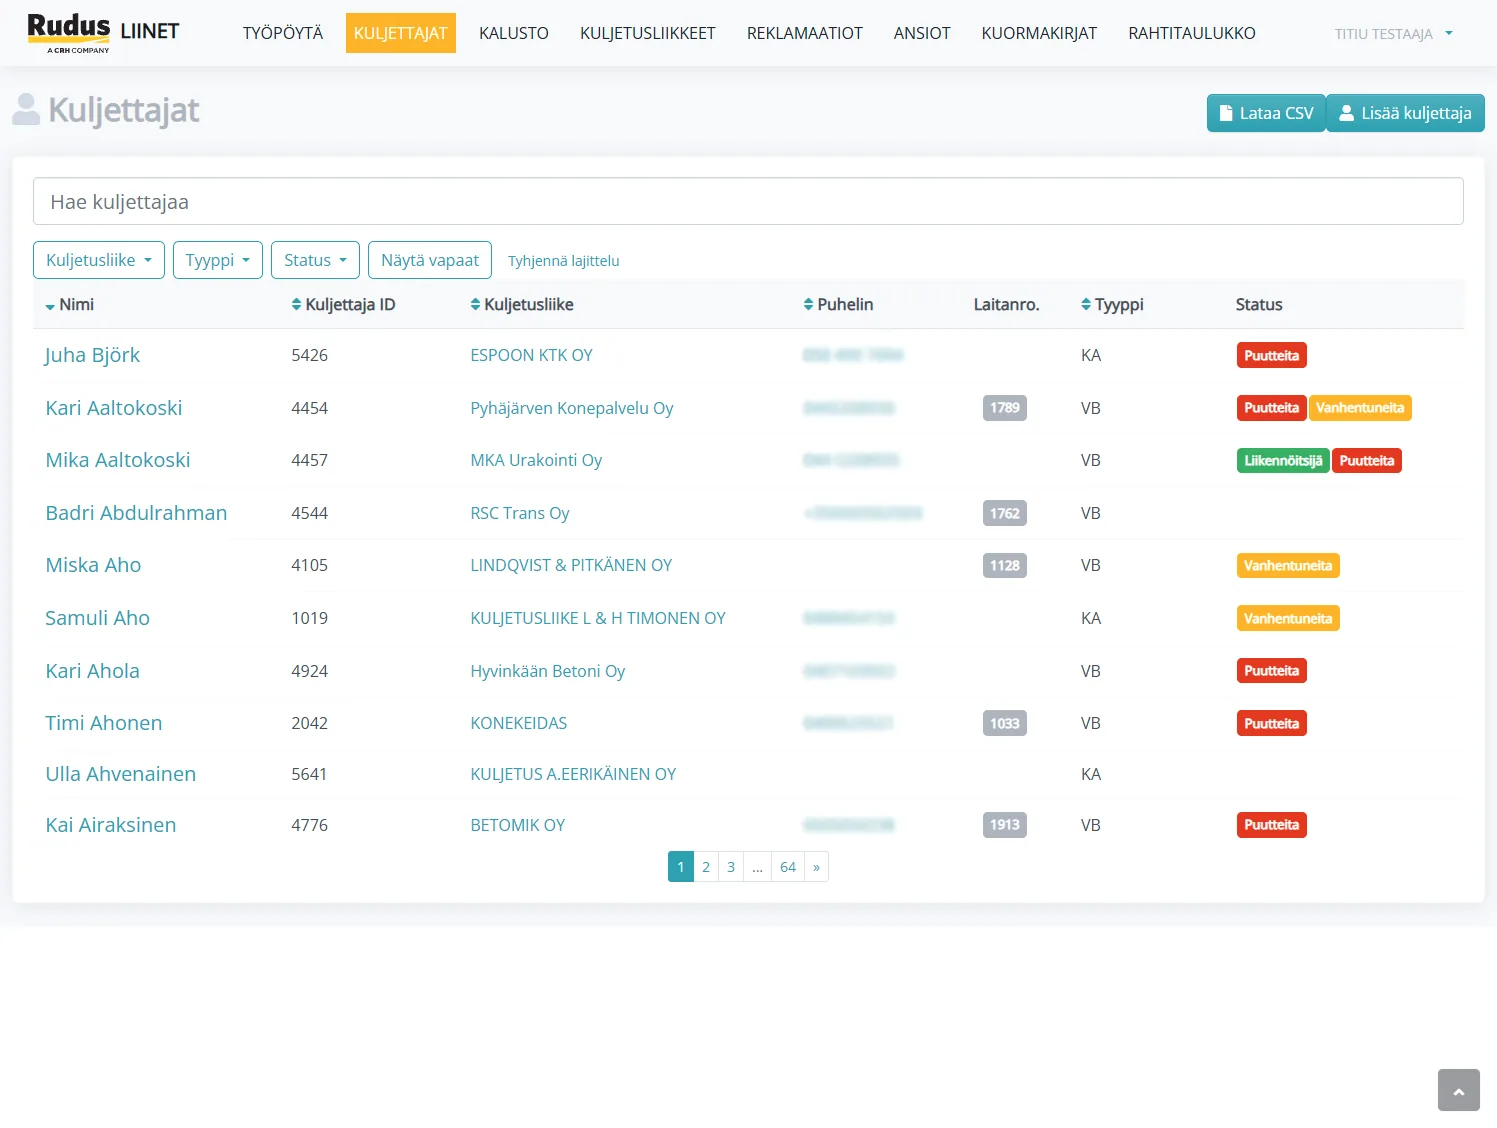 Rudus LIINET
A CRH COMPANY
TYÖPÖYTÄ KULJETTAJAT KALUSTO KULJETUSLIIKKEET REKLAMAATIOT ANSIOT KUORMAKIRJAT RAHTITAULUKKO TITIU TESTAAJA
Kuljettajat
Lataa CSV Lisää kuljettaja
Hae kuljettajaa
Kuljetusliike Tyyppi Status Näytä vapaat Tyhjennä lajittelu
Nimi Kuljettaja ID Kuljetusliike Puhelin Laitanro. Tyyppi Status
Juha Björk 5426 ESPOON KTK OY KA Puutteita
Kari Aaltokoski 4454 Pyhäjärven Konepalvelu Oy 1789 VB Puutteita Vanhentuneita
Mika Aaltokoski 4457 MKA Urakointi Oy VB Liikennöitsijä Puutteita
Badri Abdulrahman 4544 RSC Trans Oy 1762 VB
Miska Aho 4105 LINDQVIST & PITKÄNEN OY 1128 VB Vanhentuneita
Samuli Aho 1019 KULJETUSLIIKE L & H TIMONEN OY KA Vanhentuneita
Kari Ahola 4924 Hyvinkään Betoni Oy VB Puutteita
Timi Ahonen 2042 KONEKEIDAS 1033 VB Puutteita
Ulla Ahvenainen 5641 KULJETUS A.EERIKÄINEN OY KA
Kai Airaksinen 4776 BETOMIK OY 1913 VB Puutteita
1 2 3 ... 64 »